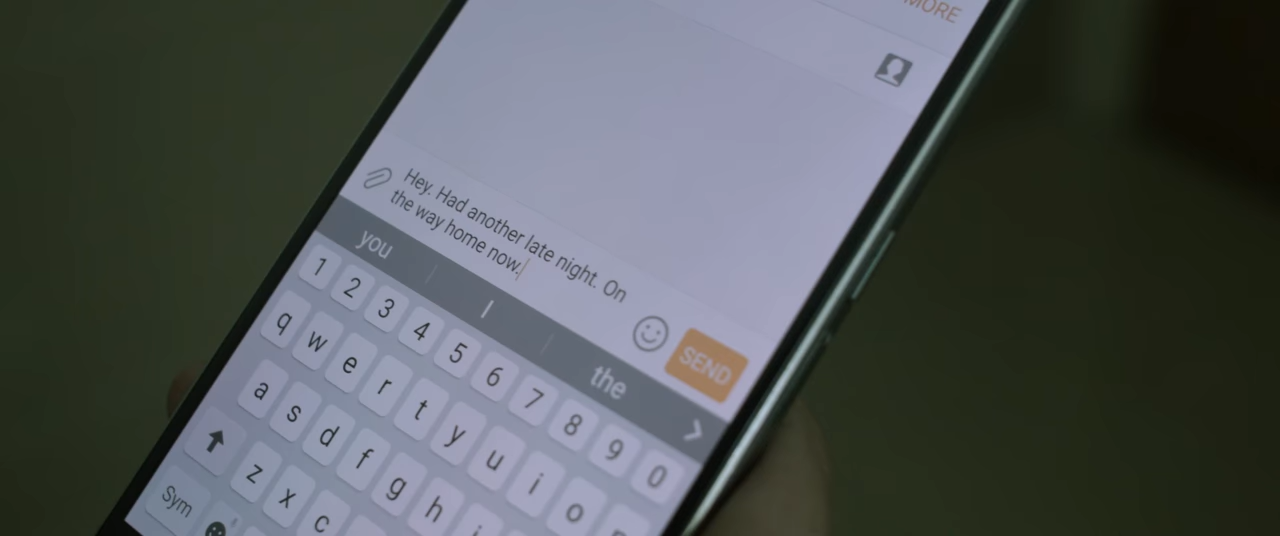 MORE
Hey. Had another late night. On
the way home now.
SEND
you I the
1 2 3 4 5 6 7 8 9 0
q w e r t y u i o
a s d f g h
z x c
Sym